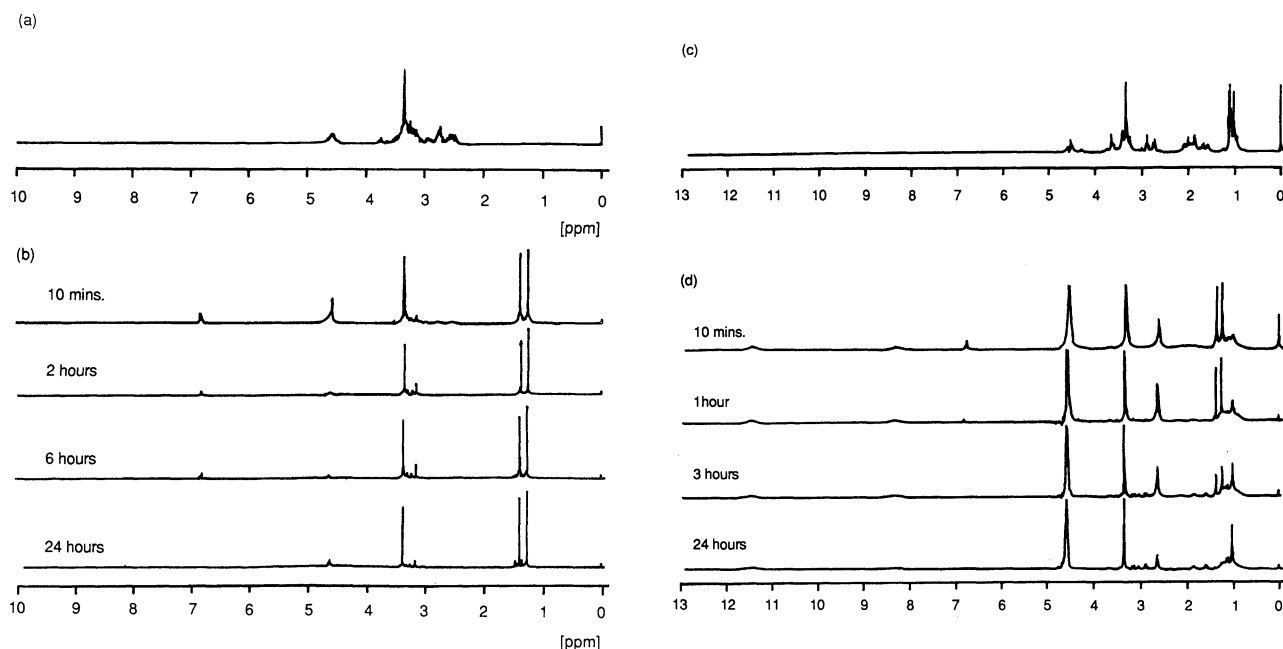 (a)
10 9 8 7 6 5 4 3 2 1 0
[ppm]
(b)
10 mins.
2 hours
6 hours
24 hours
10 9 8 7 6 5 4 3 2 1 0
[ppm]
(c)
13 12 11 10 9 8 7 6 5 4 3 2 1 0
(d)
10 mins.
1hour
3 hours
24 hours
13 12 11 10 9 8 7 6 5 4 3 2 1 0